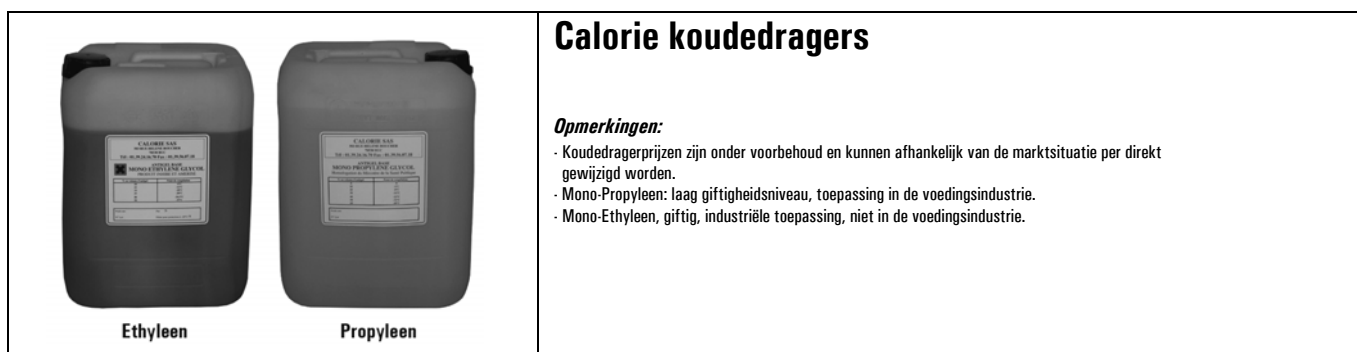 Calorie koudedragers
Opmerkingen:
- Koudedragerprijzen zijn onder voorbehoud en kunnen afhankelijk van de marktsituatie per direkt
gewijzigd worden.
- Mono-Propyleen: laag giftigheidsniveau, toepassing in de voedingsindustrie.
- Mono-Ethyleen, giftig, industriële toepassing, niet in de voedingsindustrie.
CALORIE SAS
MONO ETHYLENE GLYCOL
CALORIE SAS
MONO PROPYLENE GLYCOL
Ethyleen
Propyleen